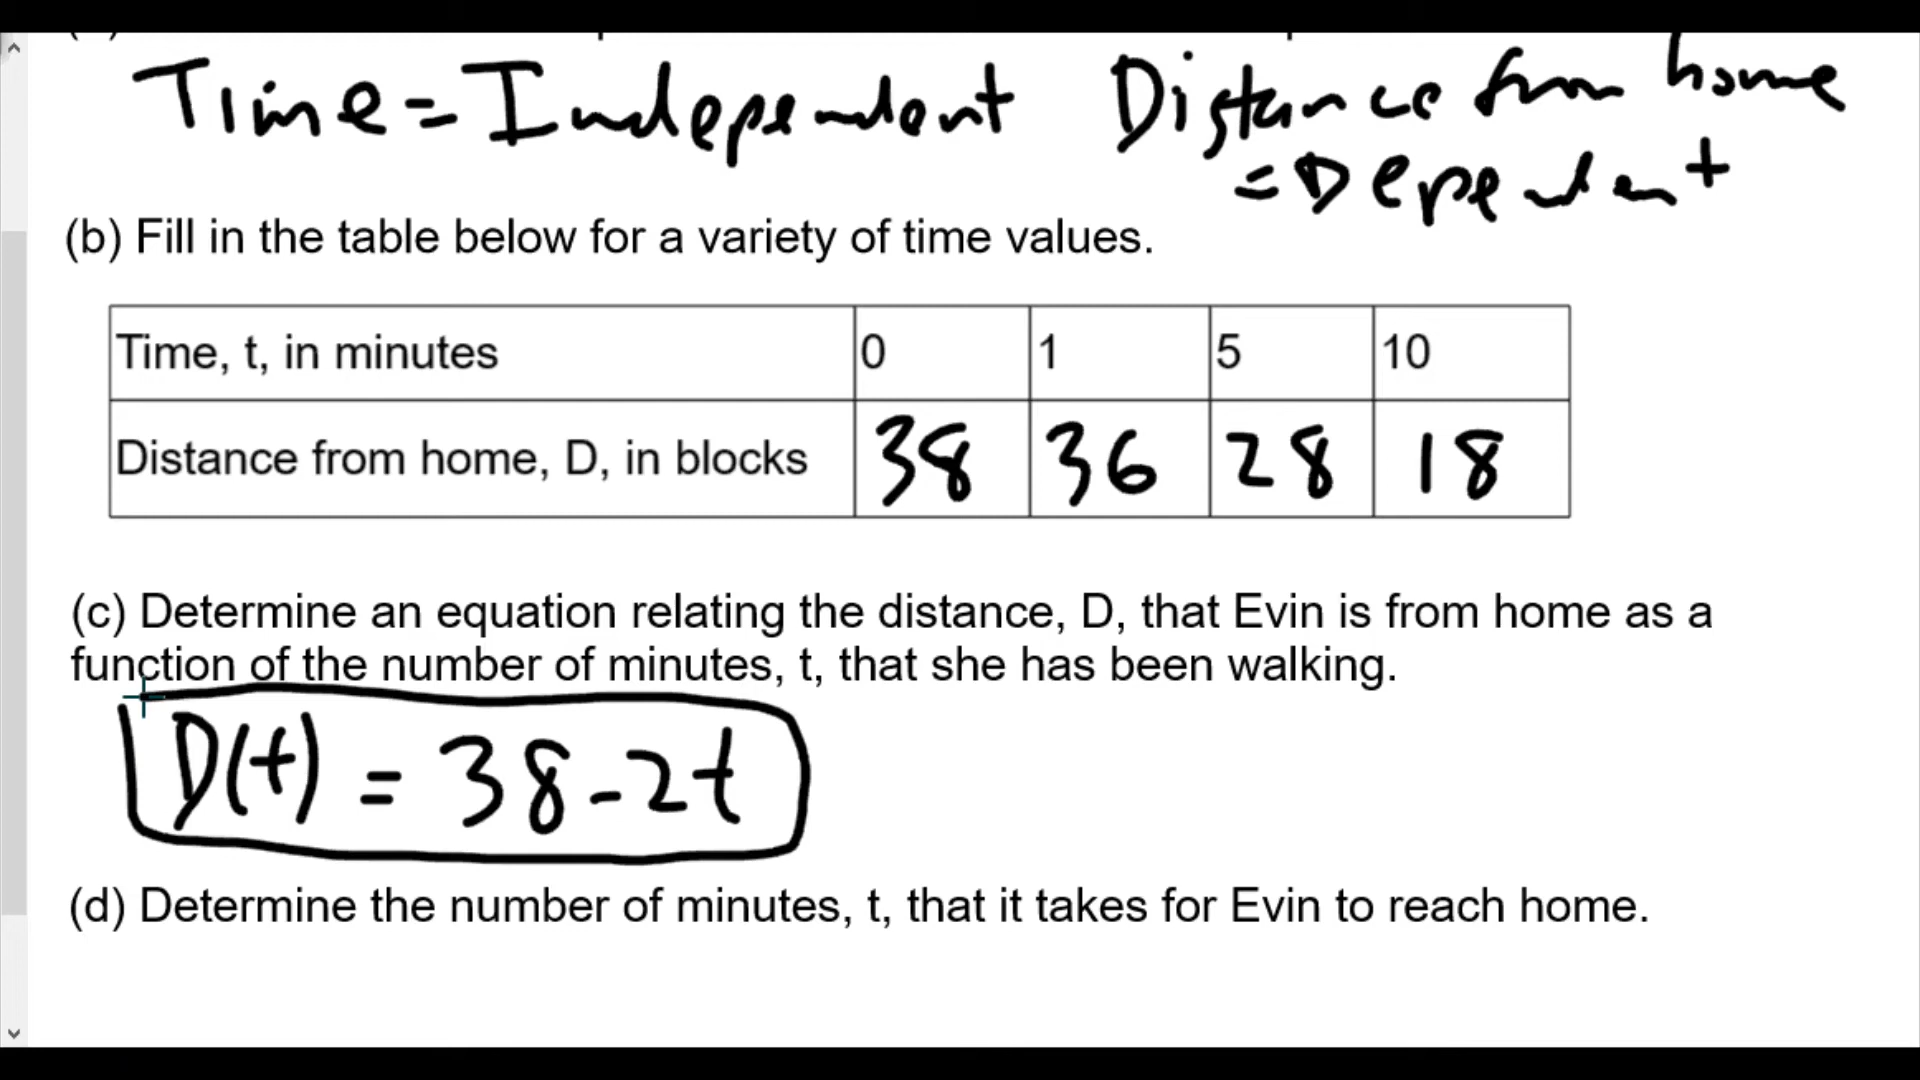 Time = Independent Distance from home
= Dependent
(b) Fill in the table below for a variety of time values.
Time, t, in minutes 0 1 5 10
Distance from home, D, in blocks 38 36 28 18
(c) Determine an equation relating the distance, D, that Evin is from home as a
function of the number of minutes, t, that she has been walking.
D(t) = 38-2t
(d) Determine the number of minutes, t, that it takes for Evin to reach home.